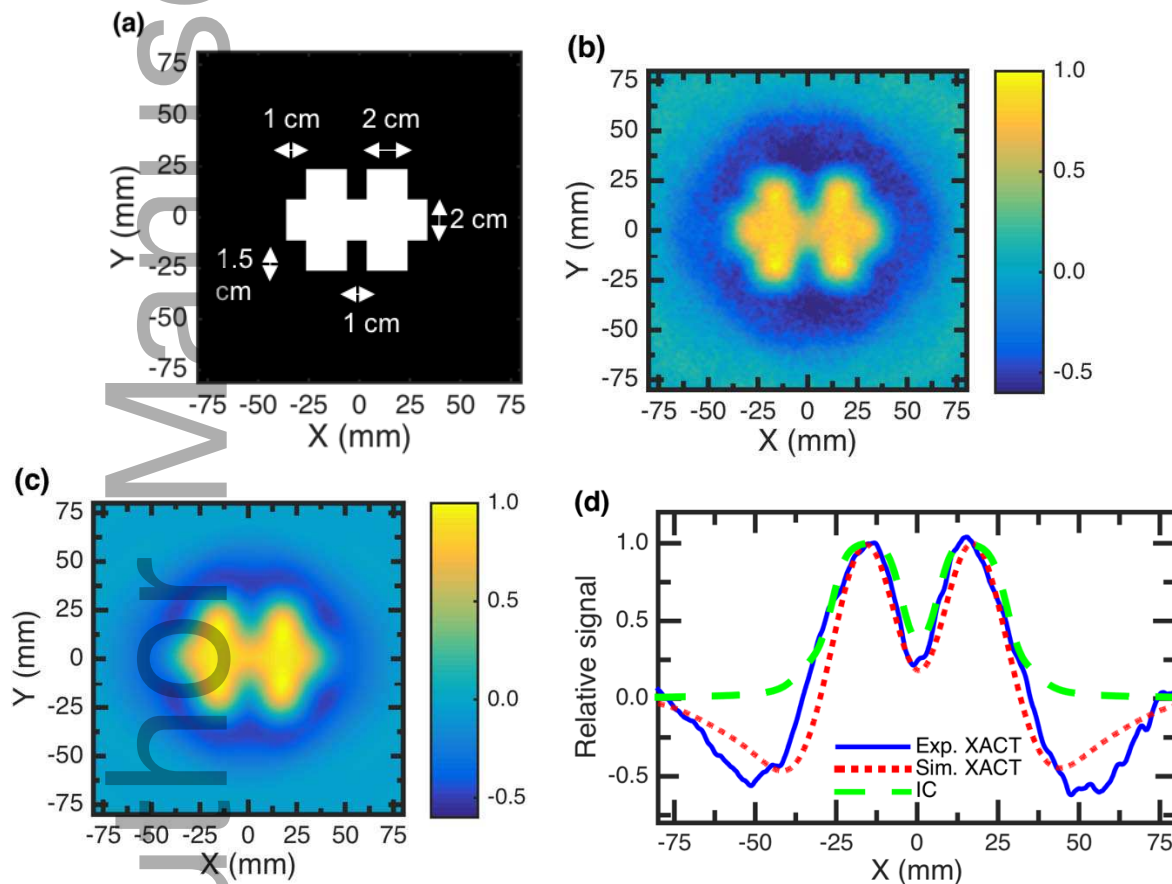 (a)
75
50
25
0
-25
-50
-75
Y (mm)
1 cm
2 cm
2 cm
1.5
cm
1 cm
-75 -50 -25 0 25 50 75
X (mm)
(b)
75
50
25
0
-25
-50
-75
Y (mm)
-75 -50 -25 0 25 50 75
X (mm)
1.0
0.5
0.0
-0.5
(c)
75
50
25
0
-25
-50
-75
Y (mm)
-75 -50 -25 0 25 50 75
X (mm)
1.0
0.5
0.0
-0.5
(d)
1.0
0.5
0.0
-0.5
Relative signal
Exp. XACT
Sim. XACT
IC
-75 -50 -25 0 25 50 75
X (mm)